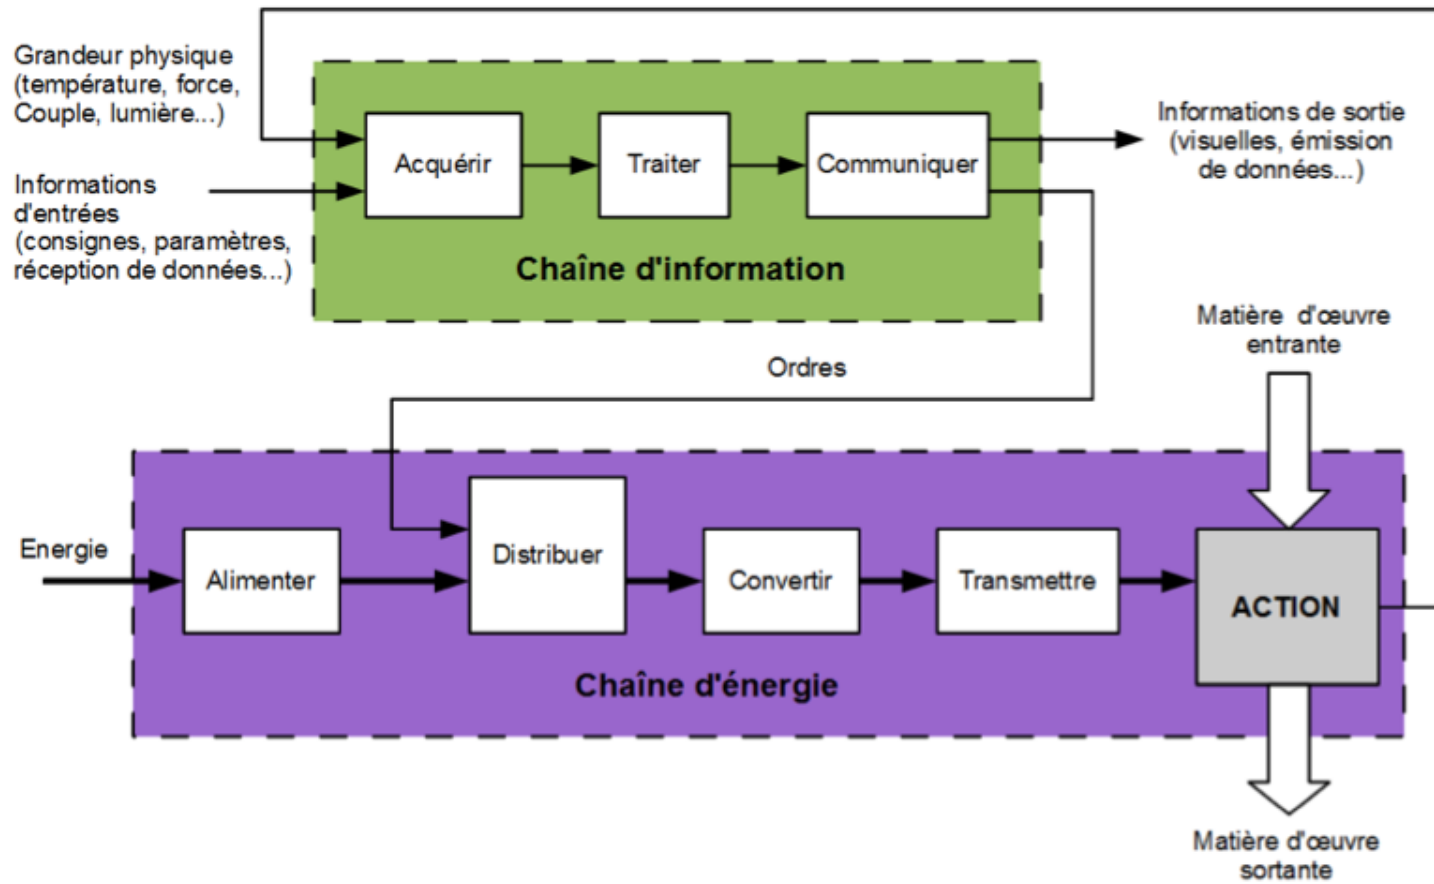 Grandeur physique
(température, force,
Couple, lumière...)
Informations
d'entrées
(consignes, paramètres,
réception de données...)
Acquérir
Traiter
Communiquer
Chaîne d'information
Informations de sortie
(visuelles, émission
de données...)
Ordres
Matière d'œuvre
entrante
Energie
Alimenter
Distribuer
Convertir
Transmettre
ACTION
Chaîne d'énergie
Matière d'œuvre
sortante